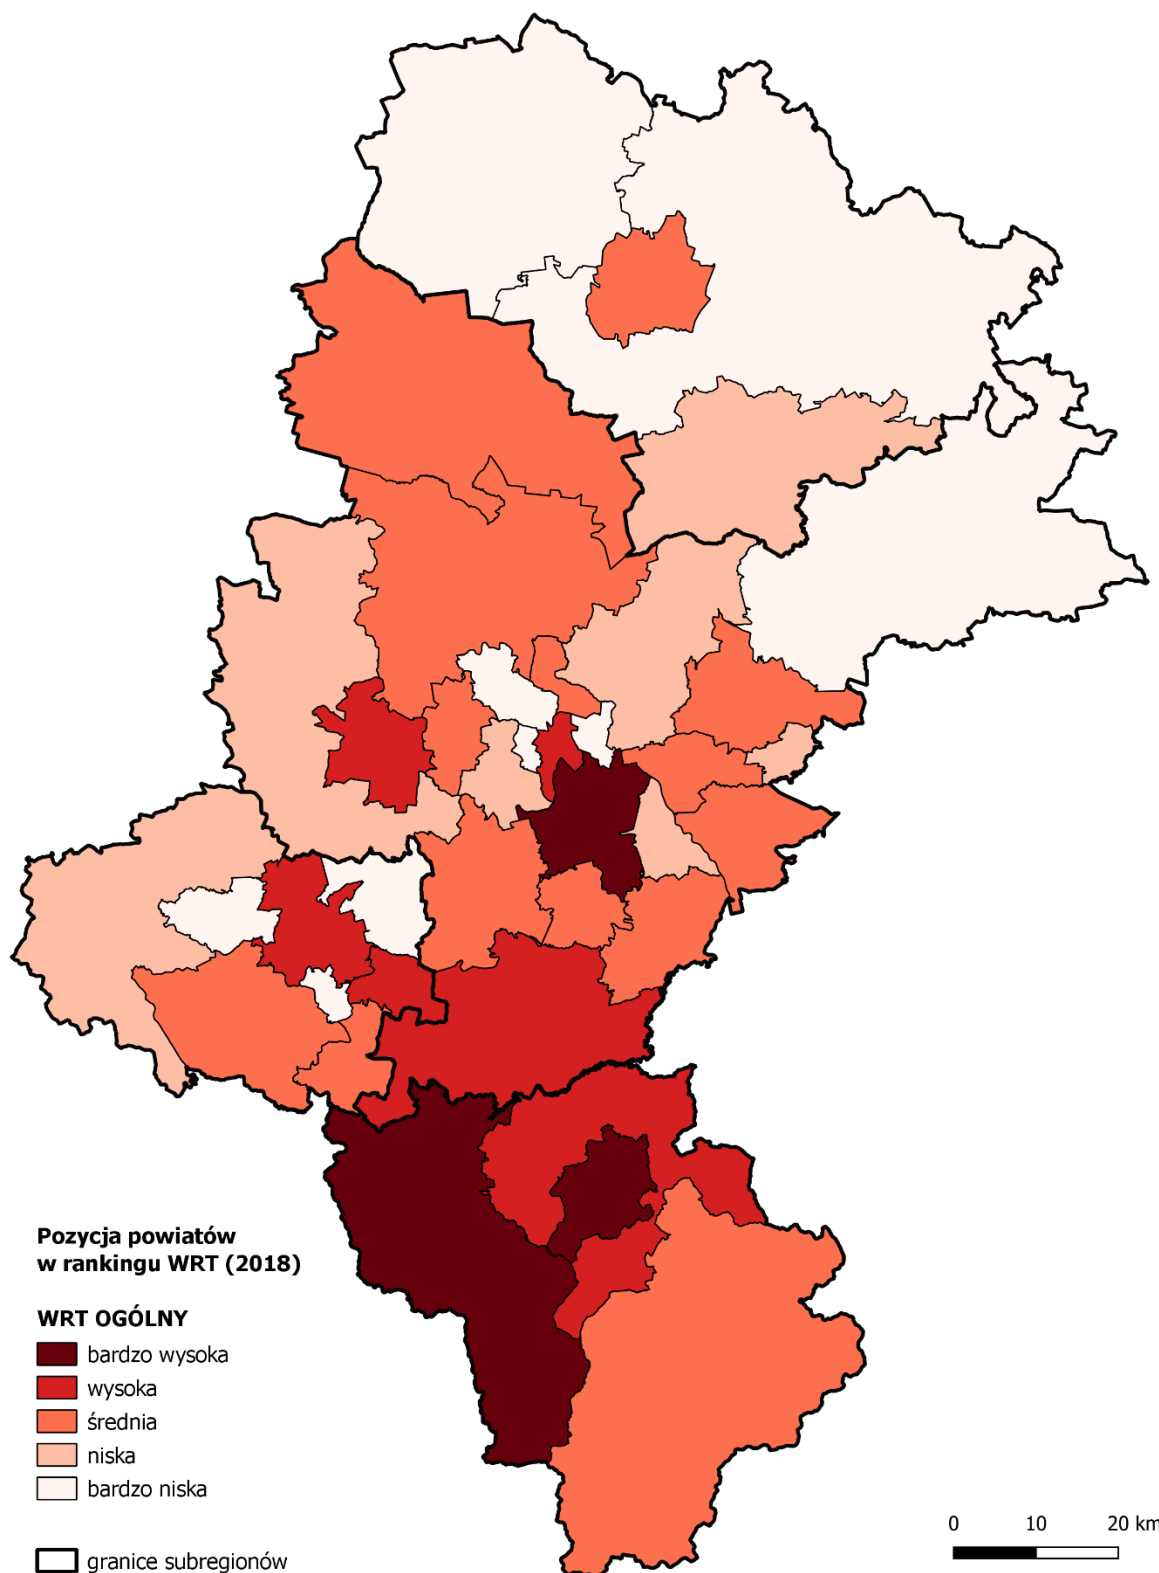 Pozycja powiatów
w rankingu WRT (2018)
WRT OGÓLNY
bardzo wysoka
wysoka
średnia
niska
bardzo niska
granice subregionów
0 10 20 km